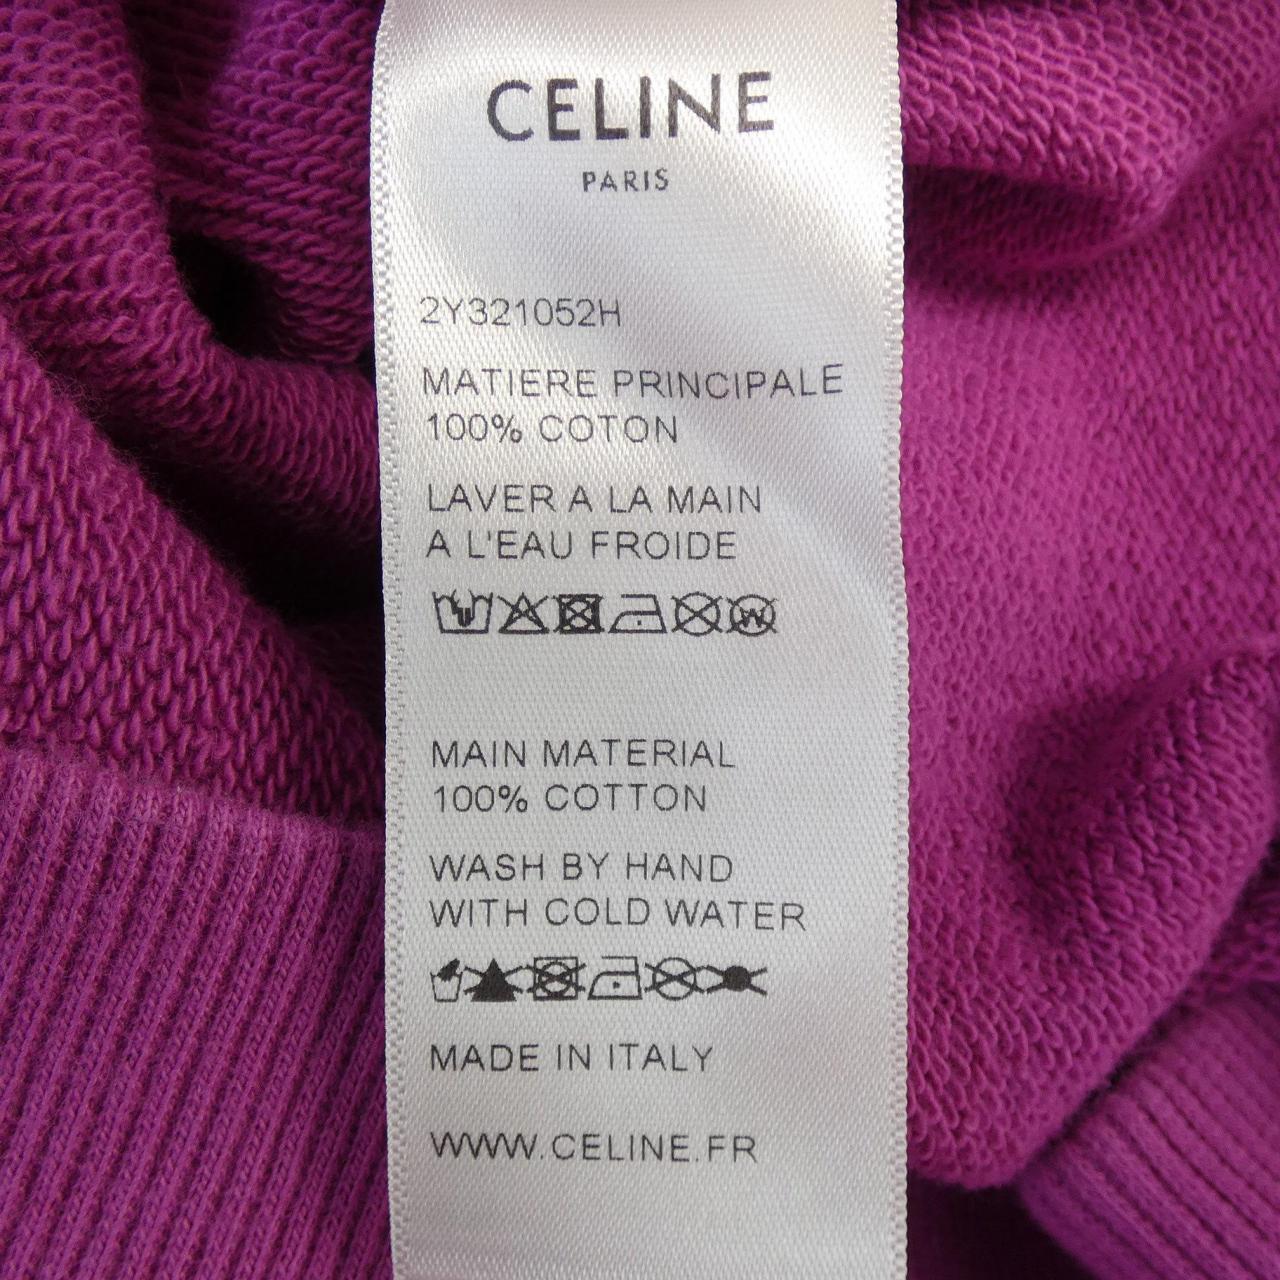 CELINE
PARIS
2Y321052H
MATIERE PRINCIPALE
100% COTON
LAVER A LA MAIN
A L'EAU FROIDE
W
MAIN MATERIAL
100% COTTON
WASH BY HAND
WITH COLD WATER
MADE IN ITALY
WWW.CELINE.FR